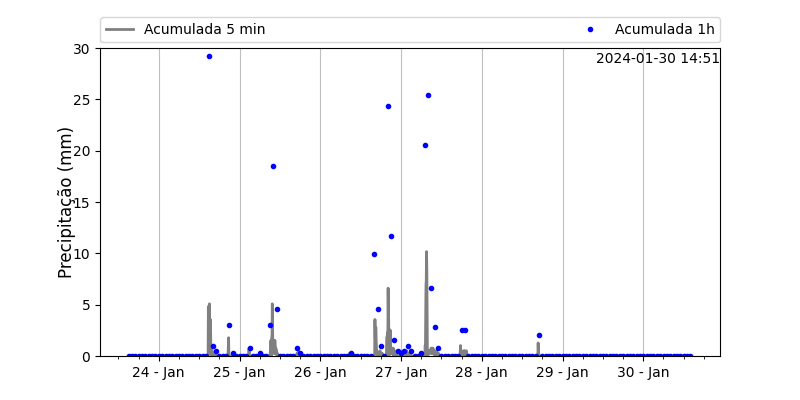 Acumulada 5 min
Acumulada 1h
2024-01-30 14:51
Precipitação (mm)
30
25
20
15
10
5
0
24 - Jan
25 - Jan
26 - Jan
27 - Jan
28 - Jan
29 - Jan
30 - Jan